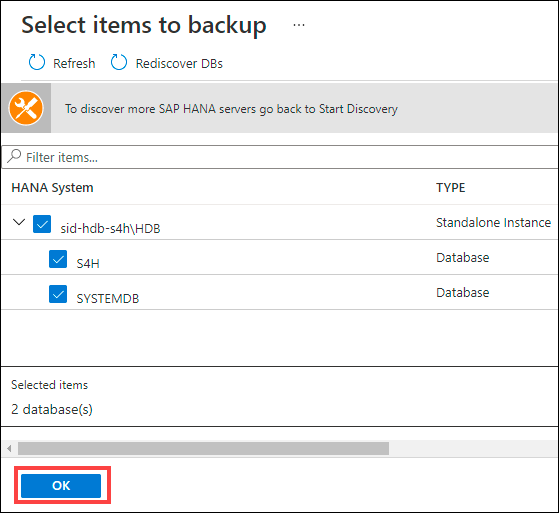 Select items to backup ...
Refresh Rediscover DBs
To discover more SAP HANA servers go back to Start Discovery
Filter items...
HANA System TYPE
sid-hdb-s4h\HDB Standalone Instance
S4H Database
SYSTEMDB Database
Selected items
2 database(s)
OK